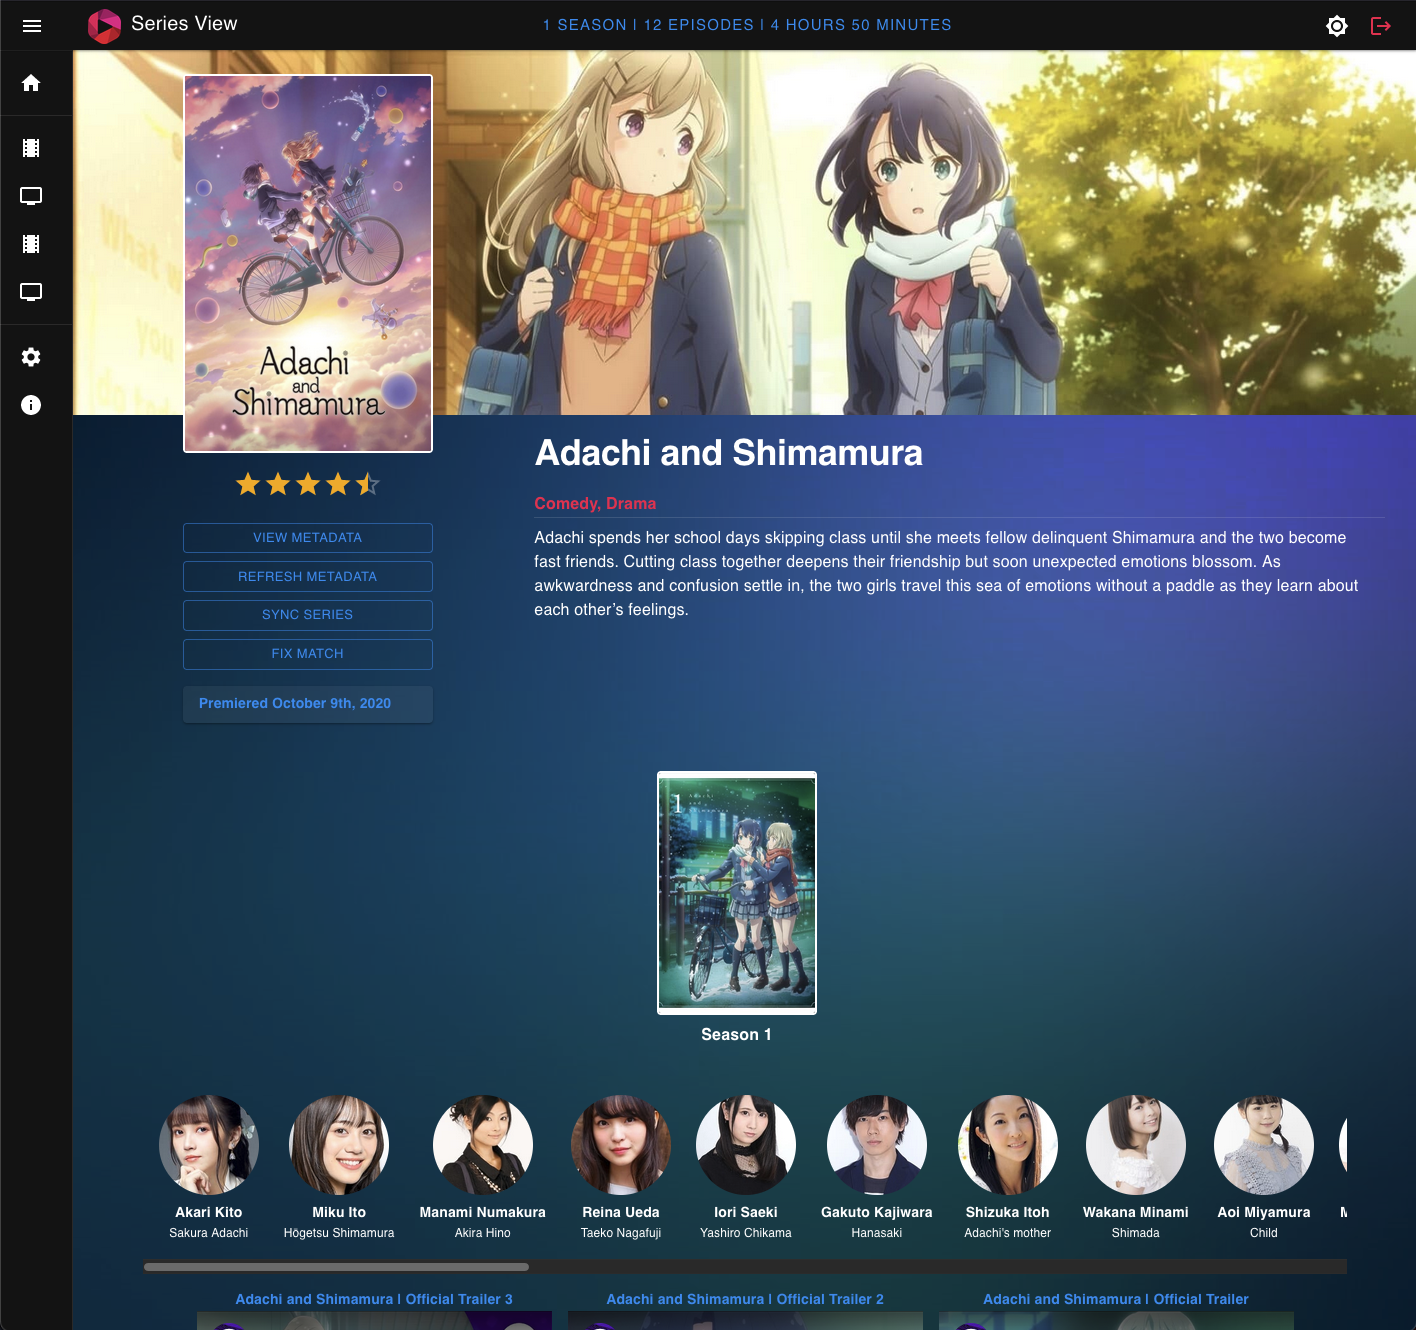 Series View
1 SEASON | 12 EPISODES | 4 HOURS 50 MINUTES
What
you
Adachi
and
Shimamura
Adachi and Shimamura
Comedy, Drama
Adachi spends her school days skipping class until she meets fellow delinquent Shimamura and the two become
fast friends. Cutting class together deepens their friendship but soon unexpected emotions blossom. As
awkwardness and confusion settle in, the two girls travel this sea of emotions without a paddle as they learn about
each other’s feelings.
VIEW METADATA
REFRESH METADATA
SYNC SERIES
FIX MATCH
Premiered October 9th, 2020
1
Season 1
Akari Kito
Sakura Adachi
Miku Ito
Hōgetsu Shimamura
Manami Numakura
Akira Hino
Reina Ueda
Taeko Nagafuji
Iori Saeki
Yashiro Chikama
Gakuto Kajiwara
Hanasaki
Shizuka Itoh
Adachi's mother
Wakana Minami
Shimada
Aoi Miyamura
Child
Adachi and Shimamura | Official Trailer 3
Adachi and Shimamura | Official Trailer 2
Adachi and Shimamura | Official Trailer